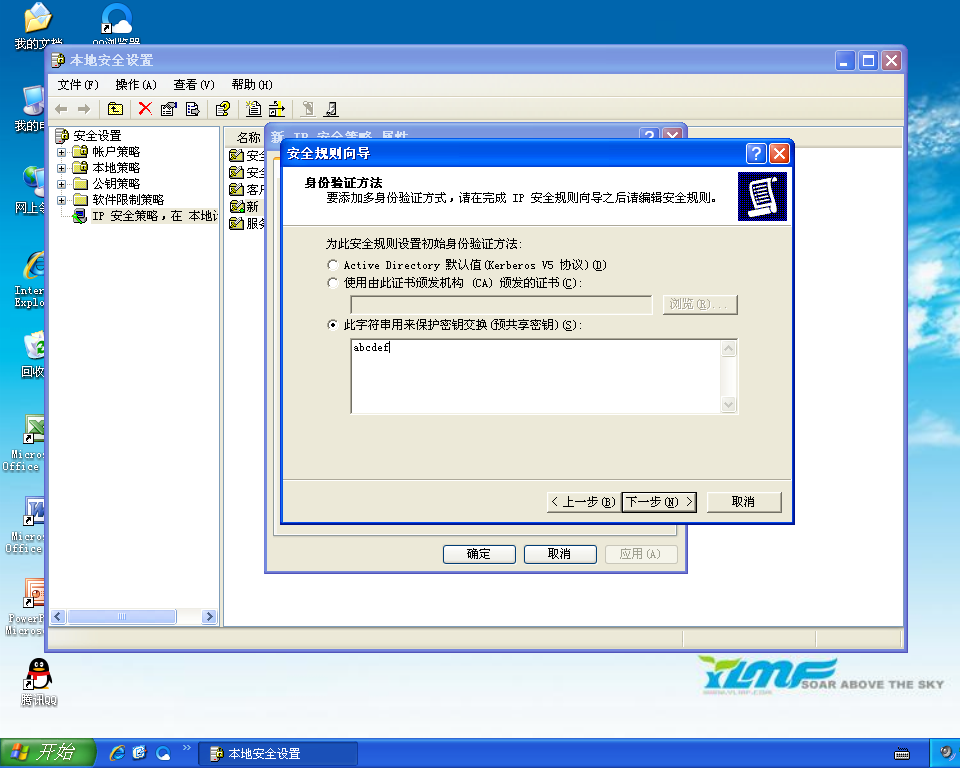 我的文档
qq浏览器
本地安全设置
文件(F) 操作(A) 查看(V) 帮助(H)
我的电
安全设置
帐户策略
本地策略
公钥策略
软件限制策略
IP 安全策略，在 本地计
名称
安全
安全
客户
新
服务
新 IP 安全策略 属性
安全规则向导
身份验证方法
要添加多身份验证方式，请在完成 IP 安全规则向导之后请编辑安全规则。
为此安全规则设置初始身份验证方法:
Active Directory 默认值(Kerberos V5 协议)(D)
使用由此证书颁发机构 (CA) 颁发的证书(C):
浏览(R)...
此字符串用来保护密钥交换(预共享密钥)(S):
abcdef
< 上一步(B)
下一步(N) >
取消
确定
取消
应用(A)
网上
Inter
Explo
回收
Micros
Office
Micros
Office
PowerP
Micros
腾讯QQ
YLMF
WWW.YLMF.COM
SOAR ABOVE THE SKY
开始
本地安全设置